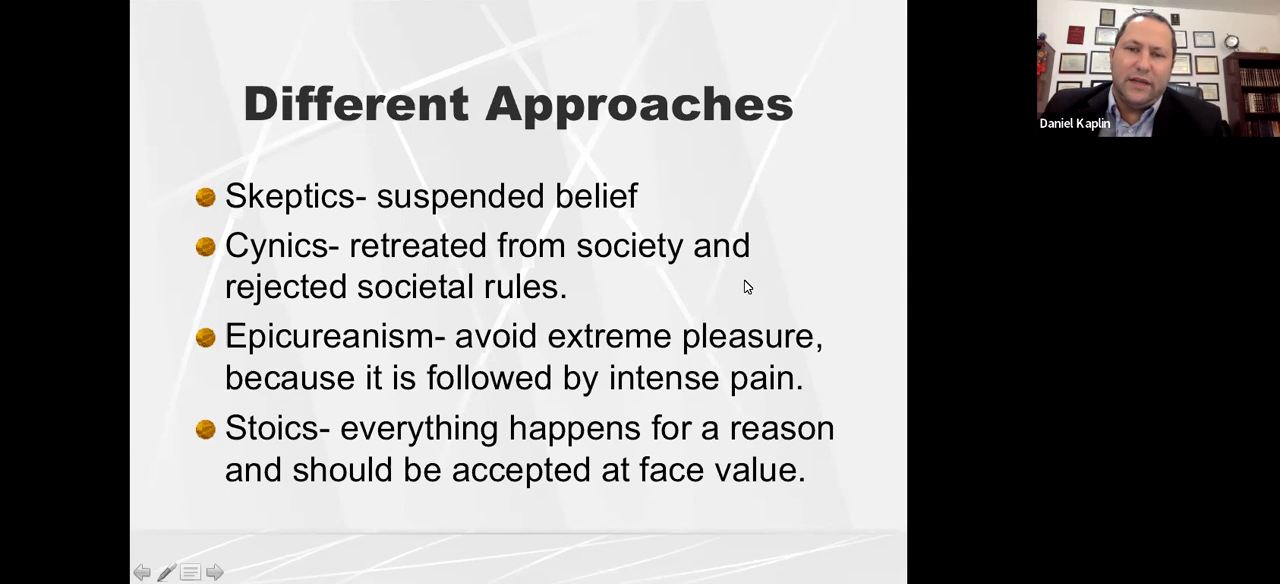 Different Approaches
Skeptics- suspended belief
Cynics- retreated from society and
rejected societal rules.
Epicureanism- avoid extreme pleasure,
because it is followed by intense pain.
Stoics- everything happens for a reason
and should be accepted at face value.
Daniel Kaplin